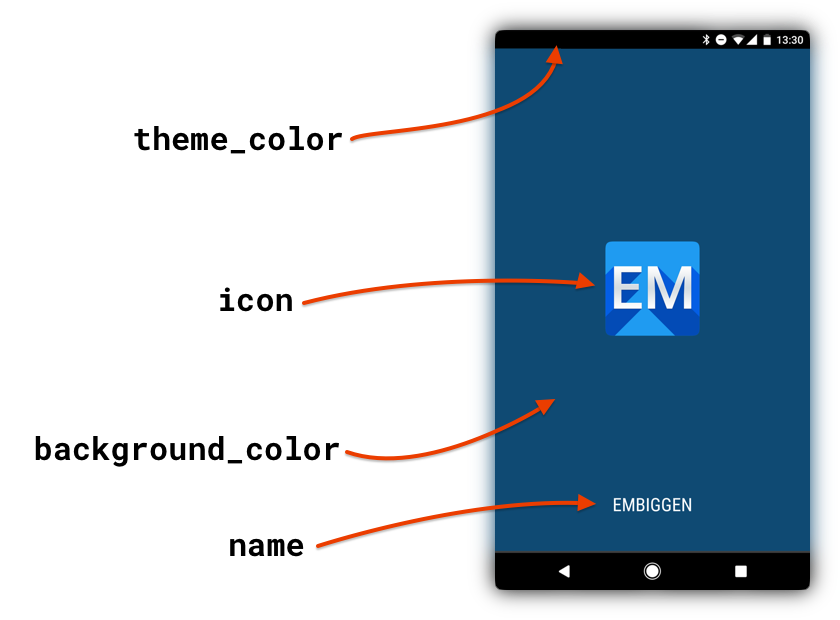 13:30
theme_color
icon
EM
background_color
EMBIGGEN
name